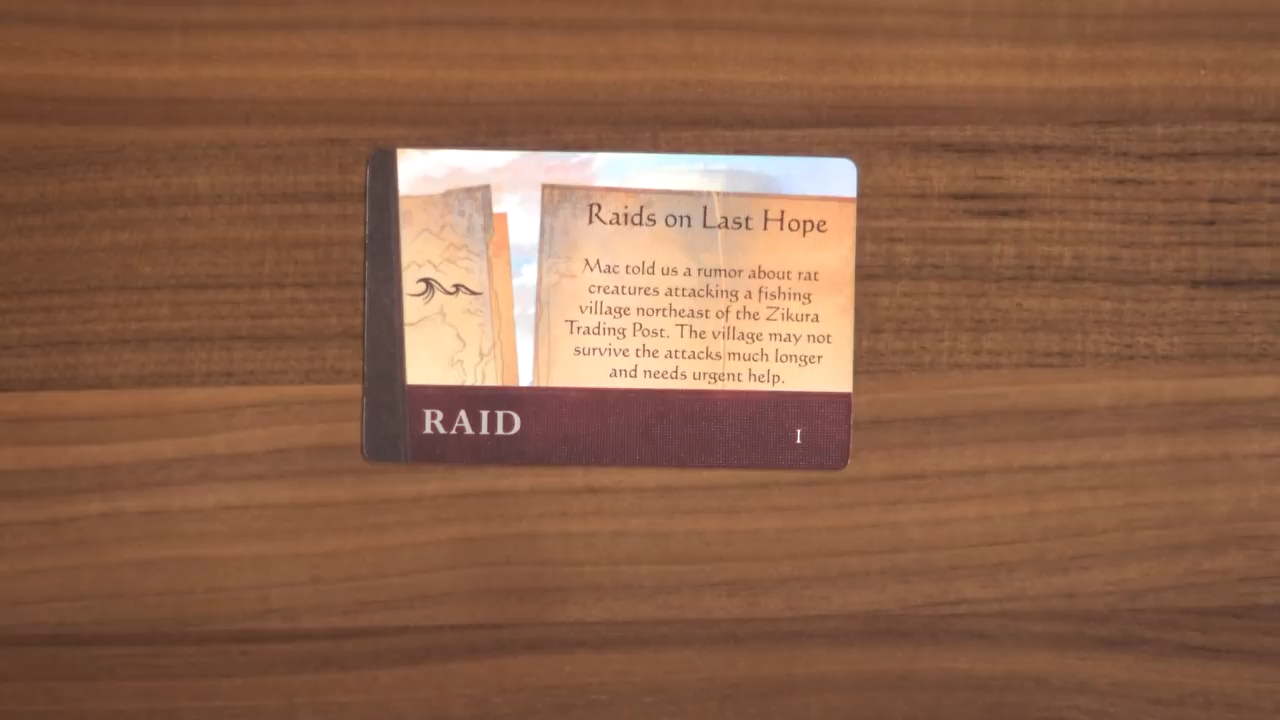 Raids on Last Hope
Mac told us a rumor about rat
creatures attacking a fishing
village northeast of the Zikura
Trading Post. The village may not
survive the attacks much longer
and needs urgent help.
RAID
I